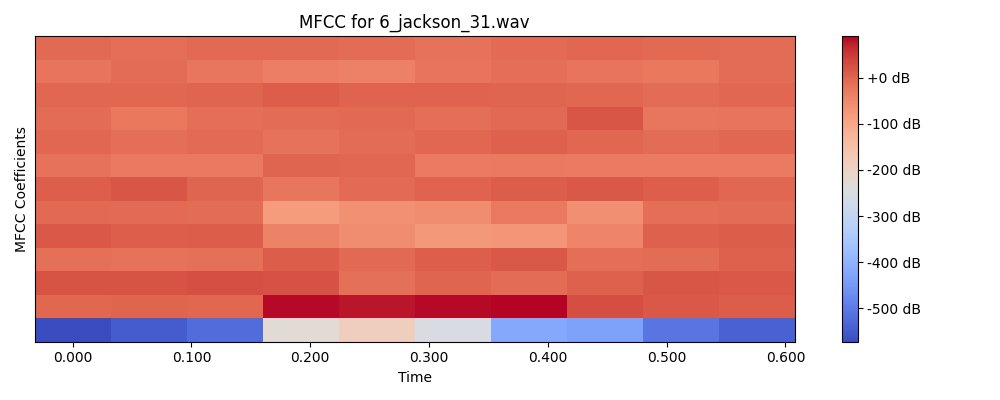 MFCC for 6_jackson_31.wav
MFCC Coefficients
+0 dB
-100 dB
-200 dB
-300 dB
-400 dB
-500 dB
0.000 0.100 0.200 0.300 0.400 0.500 0.600
Time